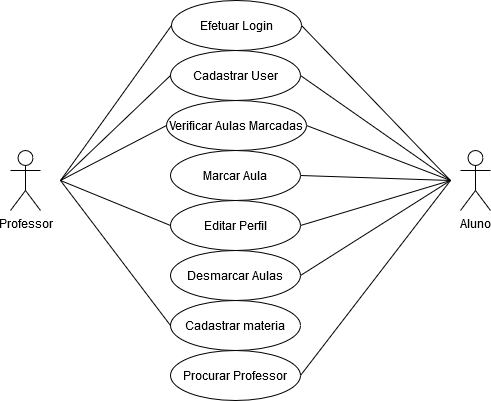 Efetuar Login
Cadastrar User
Verificar Aulas Marcadas
Marcar Aula
Professor
Aluno
Editar Perfil
Desmarcar Aulas
Cadastrar materia
Procurar Professor